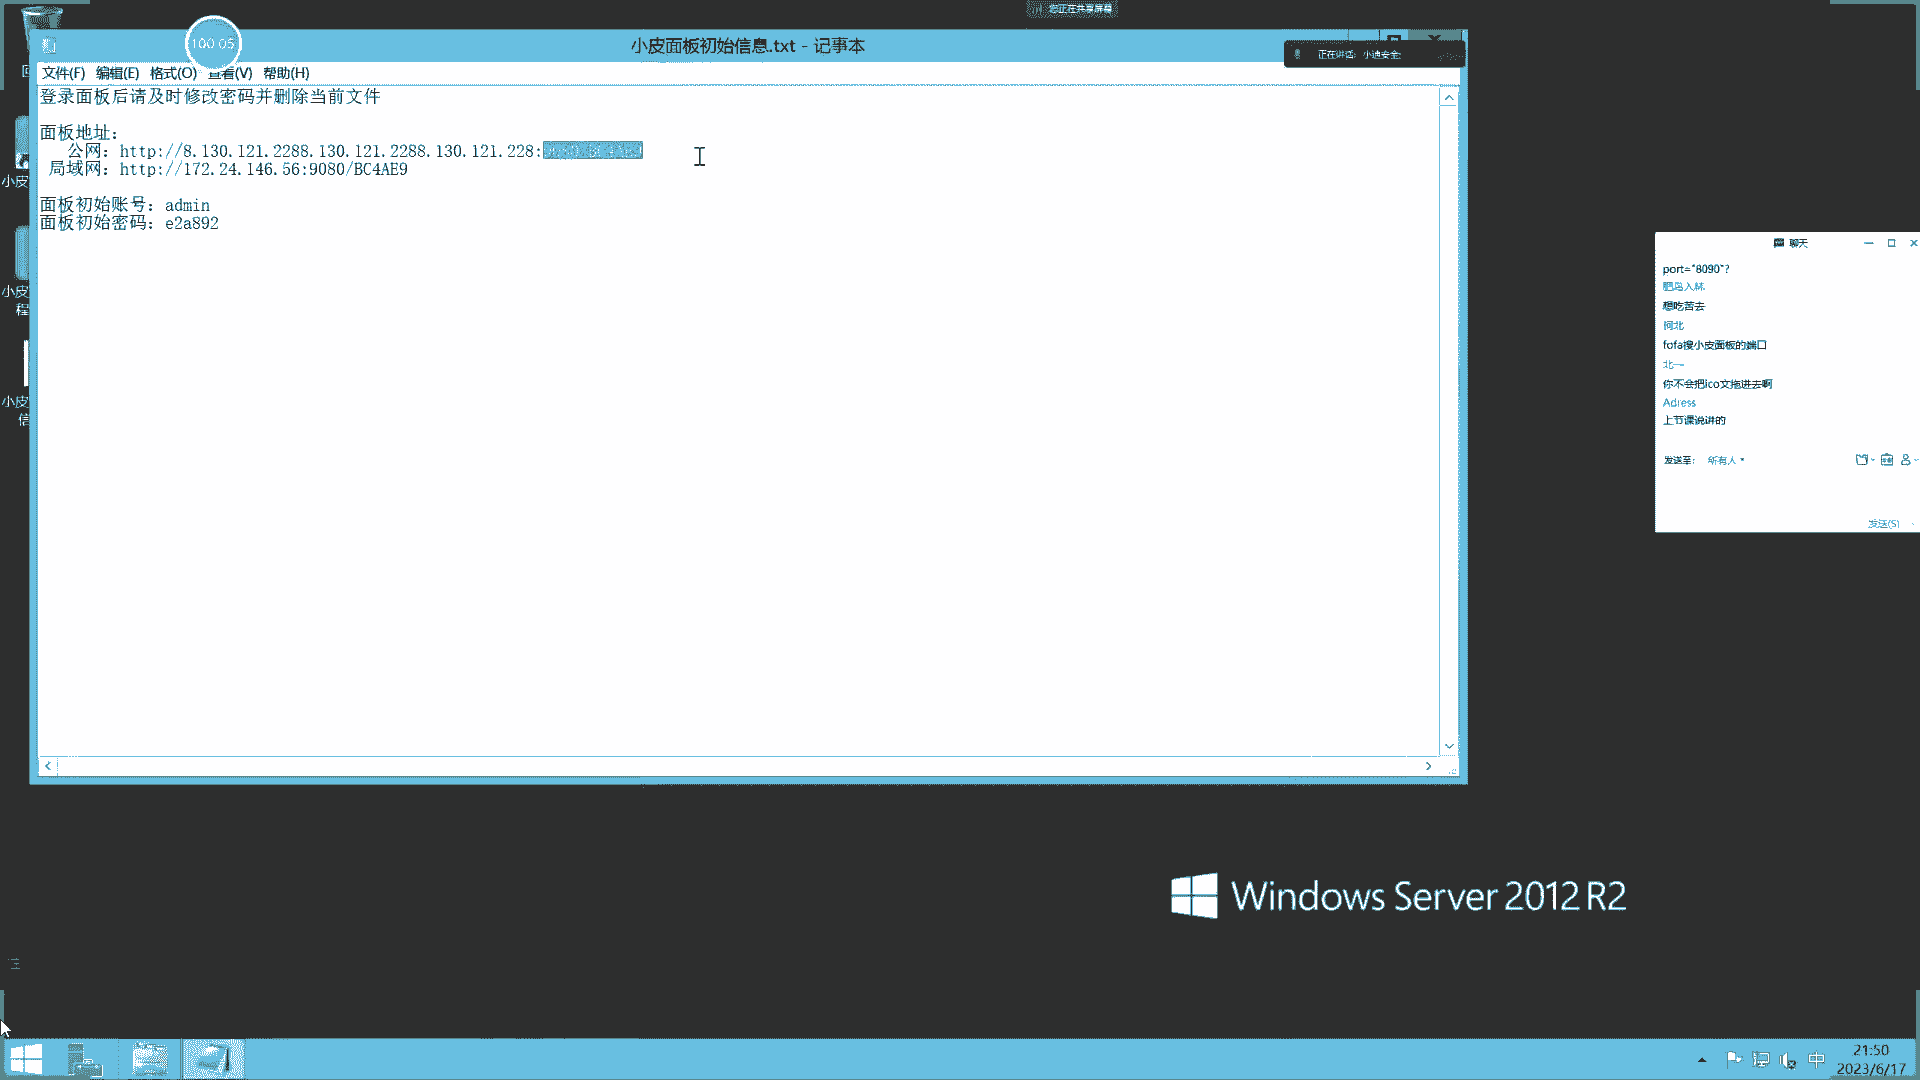 您正在共享屏幕
100:05
小皮面板初始信息.txt - 记事本
正在讲话: 小迪安全:
文件(F) 编辑(E) 格式(O) 查看(V) 帮助(H)
登录面板后请及时修改密码并删除当前文件
面板地址:
公网: http://8.130.121.2288.130.121.2288.130.121.228:
局域网: http://172.24.146.56:9080/BC4AE9
面板初始账号: admin
面板初始密码: e2a892
小皮
小皮
程
小皮
信
聊天
port="8090"?
肥鸟入林
想吃苦去
柯北
fofa搜小皮面板的端口
北一
你不会把ico文拖进去啊
Adress
上节课说讲的
发送至: 所有人
发送(S)
Windows Server 2012 R2
中
21:50
2023/6/17